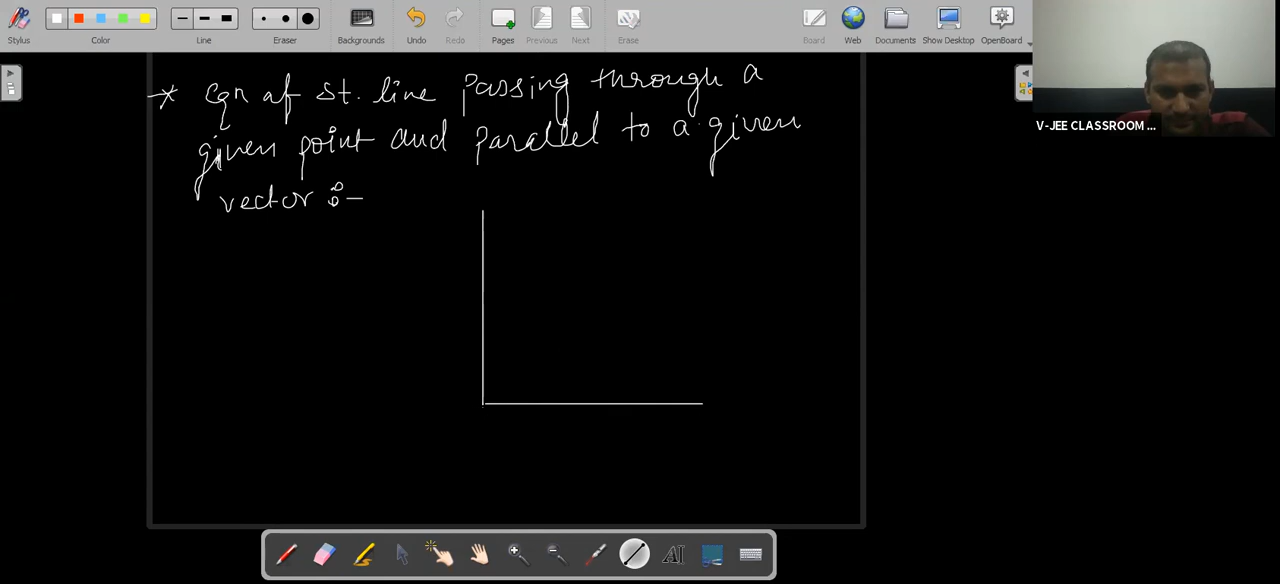 Stylus
Color
Line
Eraser
Backgrounds
Undo
Redo
Pages
Previous
Next
Erase
Board
Web
Documents
Show Desktop
OpenBoard
V-JEE CLASSROOM ...
* Eqn of St. line passing through a
given point and parallel to a given
vector :-
AI